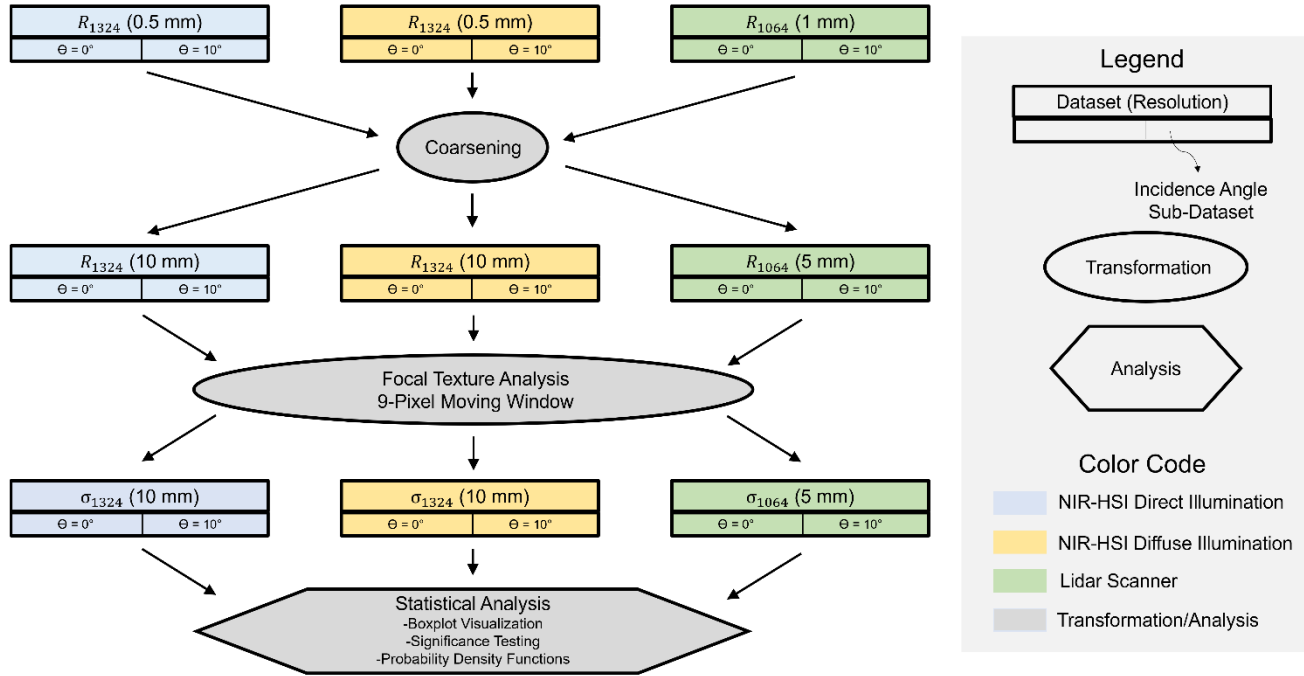 R₁₃₂₄ (0.5 mm)
ϴ = 0° ϴ = 10°
R₁₃₂₄ (0.5 mm)
ϴ = 0° ϴ = 10°
R₁₀₆₄ (1 mm)
ϴ = 0° ϴ = 10°
Coarsening
R₁₃₂₄ (10 mm)
ϴ = 0° ϴ = 10°
R₁₃₂₄ (10 mm)
ϴ = 0° ϴ = 10°
R₁₀₆₄ (5 mm)
ϴ = 0° ϴ = 10°
Focal Texture Analysis
9-Pixel Moving Window
σ₁₃₂₄ (10 mm)
ϴ = 0° ϴ = 10°
σ₁₃₂₄ (10 mm)
ϴ = 0° ϴ = 10°
σ₁₀₆₄ (5 mm)
ϴ = 0° ϴ = 10°
Statistical Analysis
-Boxplot Visualization
-Significance Testing
-Probability Density Functions
Legend
Dataset (Resolution)
Incidence Angle
Sub-Dataset
Transformation
Analysis
Color Code
NIR-HSI Direct Illumination
NIR-HSI Diffuse Illumination
Lidar Scanner
Transformation/Analysis